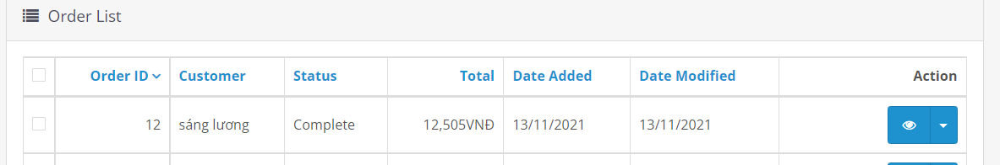 Order List
Order ID Customer Status Total Date Added Date Modified Action
12 sáng lương Complete 12,505VNĐ 13/11/2021 13/11/2021